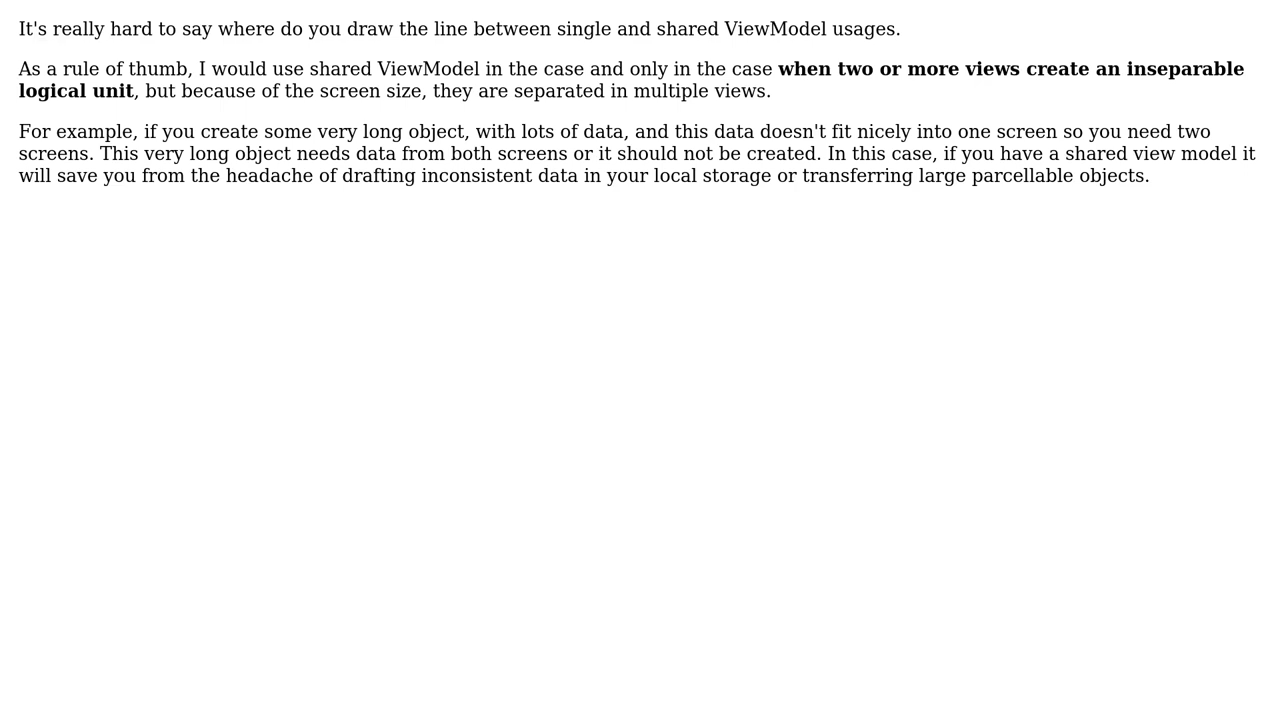 It's really hard to say where do you draw the line between single and shared ViewModel usages.
As a rule of thumb, I would use shared ViewModel in the case and only in the case when two or more views create an inseparable
logical unit, but because of the screen size, they are separated in multiple views.
For example, if you create some very long object, with lots of data, and this data doesn't fit nicely into one screen so you need two
screens. This very long object needs data from both screens or it should not be created. In this case, if you have a shared view model it
will save you from the headache of drafting inconsistent data in your local storage or transferring large parcellable objects.